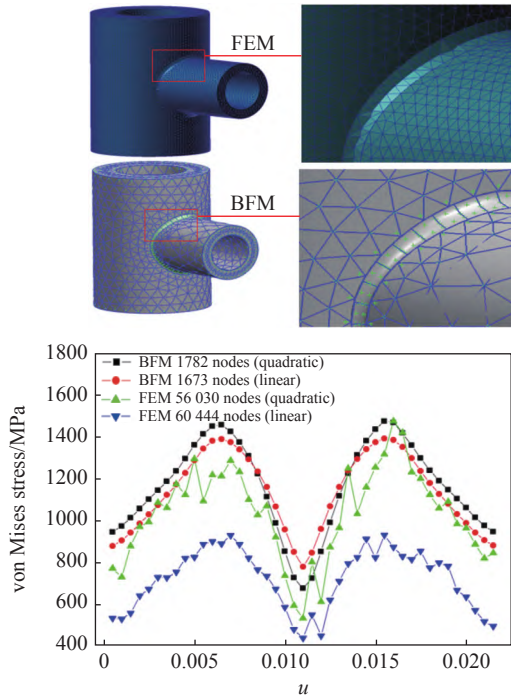 FEM
BFM
1800
1600
1400
1200
1000
800
600
400
von Mises stress/MPa
BFM 1782 nodes (quadratic)
BFM 1673 nodes (linear)
FEM 56 030 nodes (quadratic)
FEM 60 444 nodes (linear)
0 0.005 0.010 0.015 0.020
u